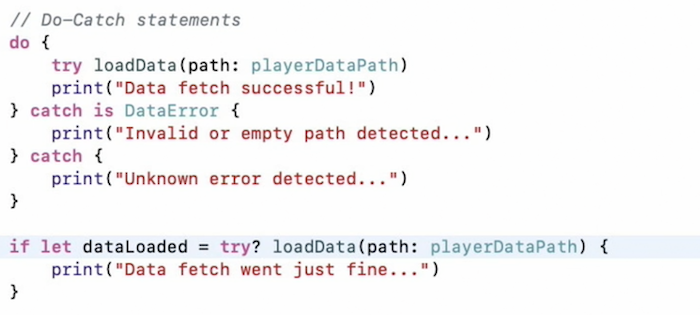 // Do-Catch statements
do {
    try loadData(path: playerDataPath)
    print("Data fetch successful!")
} catch is DataError {
    print("Invalid or empty path detected...")
} catch {
    print("Unknown error detected...")
}

if let dataLoaded = try? loadData(path: playerDataPath) {
    print("Data fetch went just fine...")
}